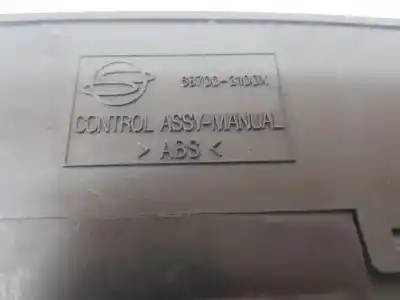 68700-3100X
CONTROL ASSY-MANUAL
> ABS <